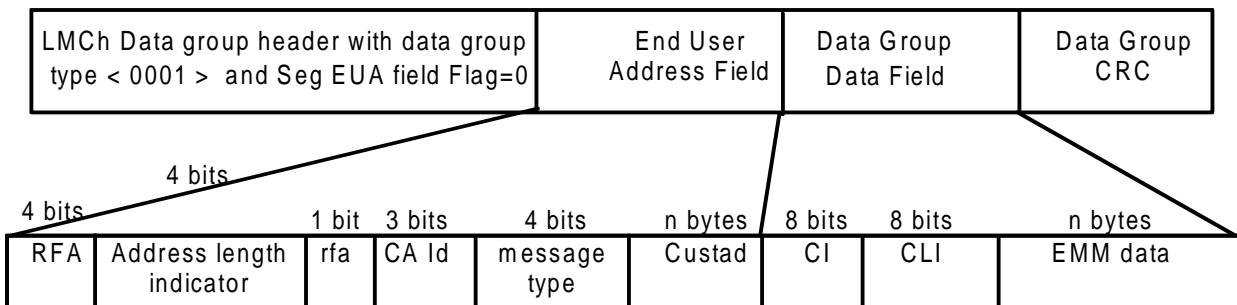 LMCh Data group header with data group
type < 0001 > and Seg EUA field Flag=0
End User
Address Field
Data Group
Data Field
Data Group
CRC
4 bits
4 bits
1 bit
3 bits
4 bits
n bytes
8 bits
8 bits
n bytes
RFA
Address length
indicator
rfa
CA Id
message
type
Custad
CI
CLI
EMM data